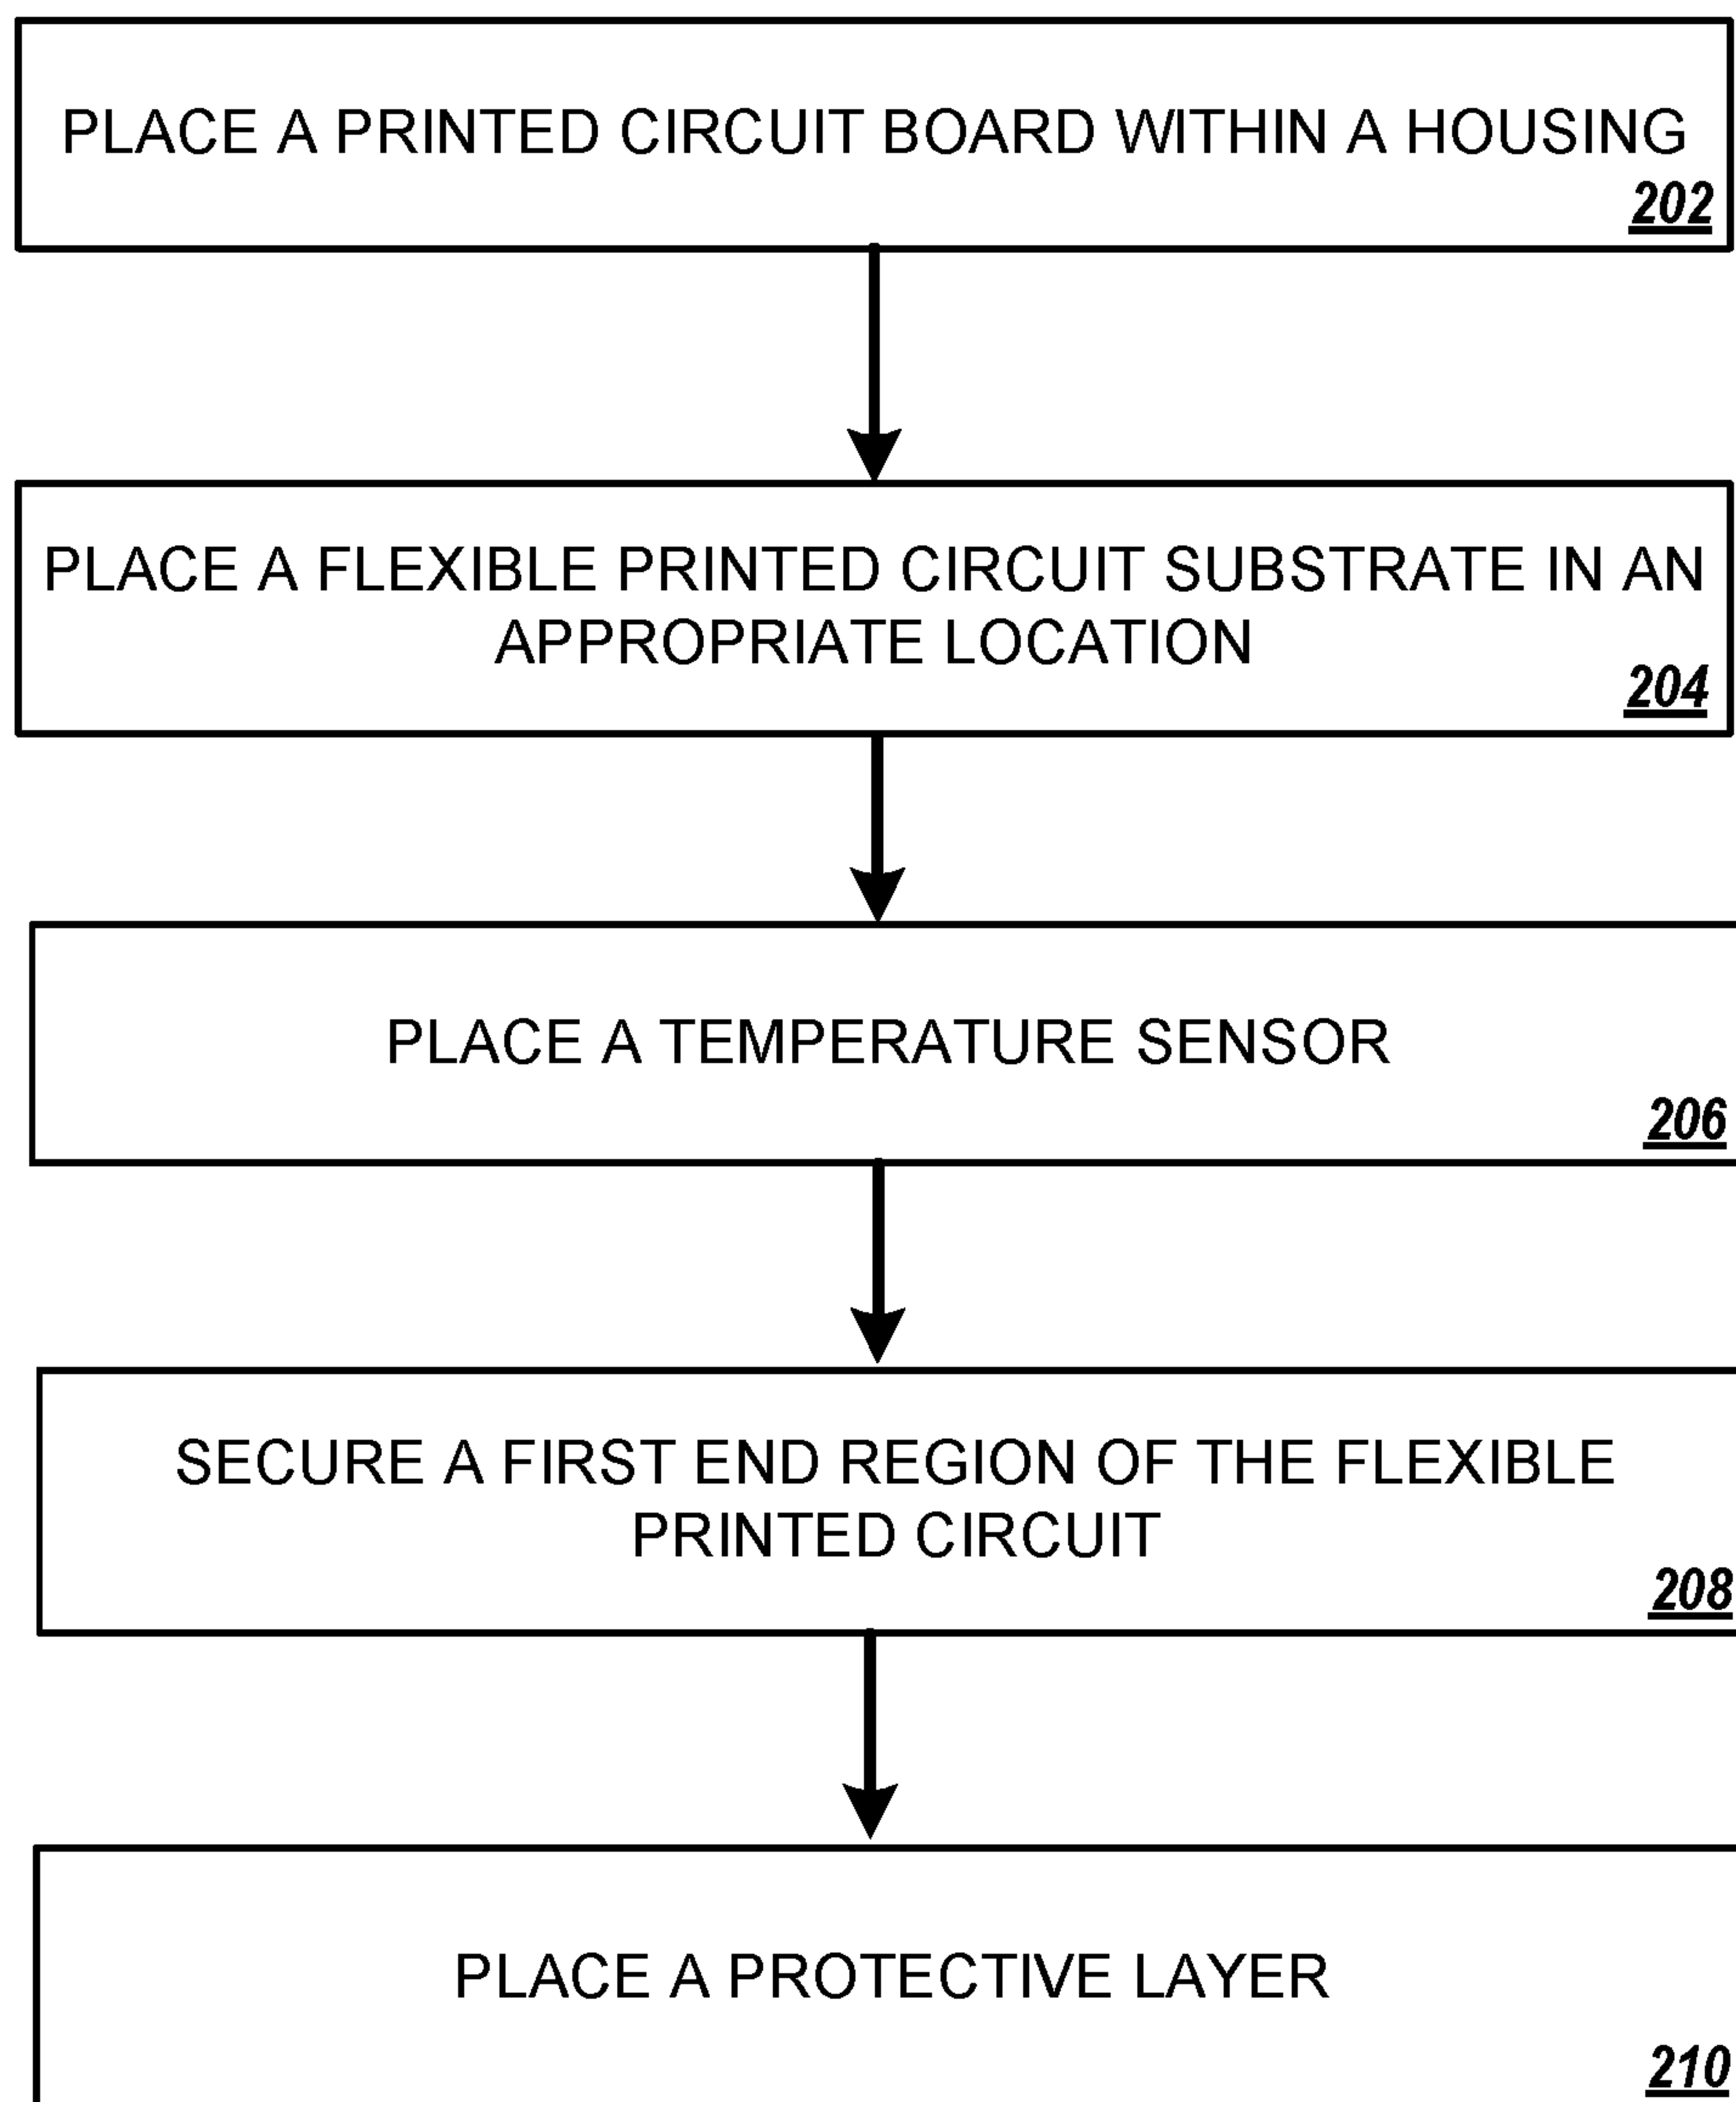 PLACE A PRINTED CIRCUIT BOARD WITHIN A HOUSING
202
PLACE A FLEXIBLE PRINTED CIRCUIT SUBSTRATE IN AN
APPROPRIATE LOCATION
204
PLACE A TEMPERATURE SENSOR
206
SECURE A FIRST END REGION OF THE FLEXIBLE
PRINTED CIRCUIT
208
PLACE A PROTECTIVE LAYER
210